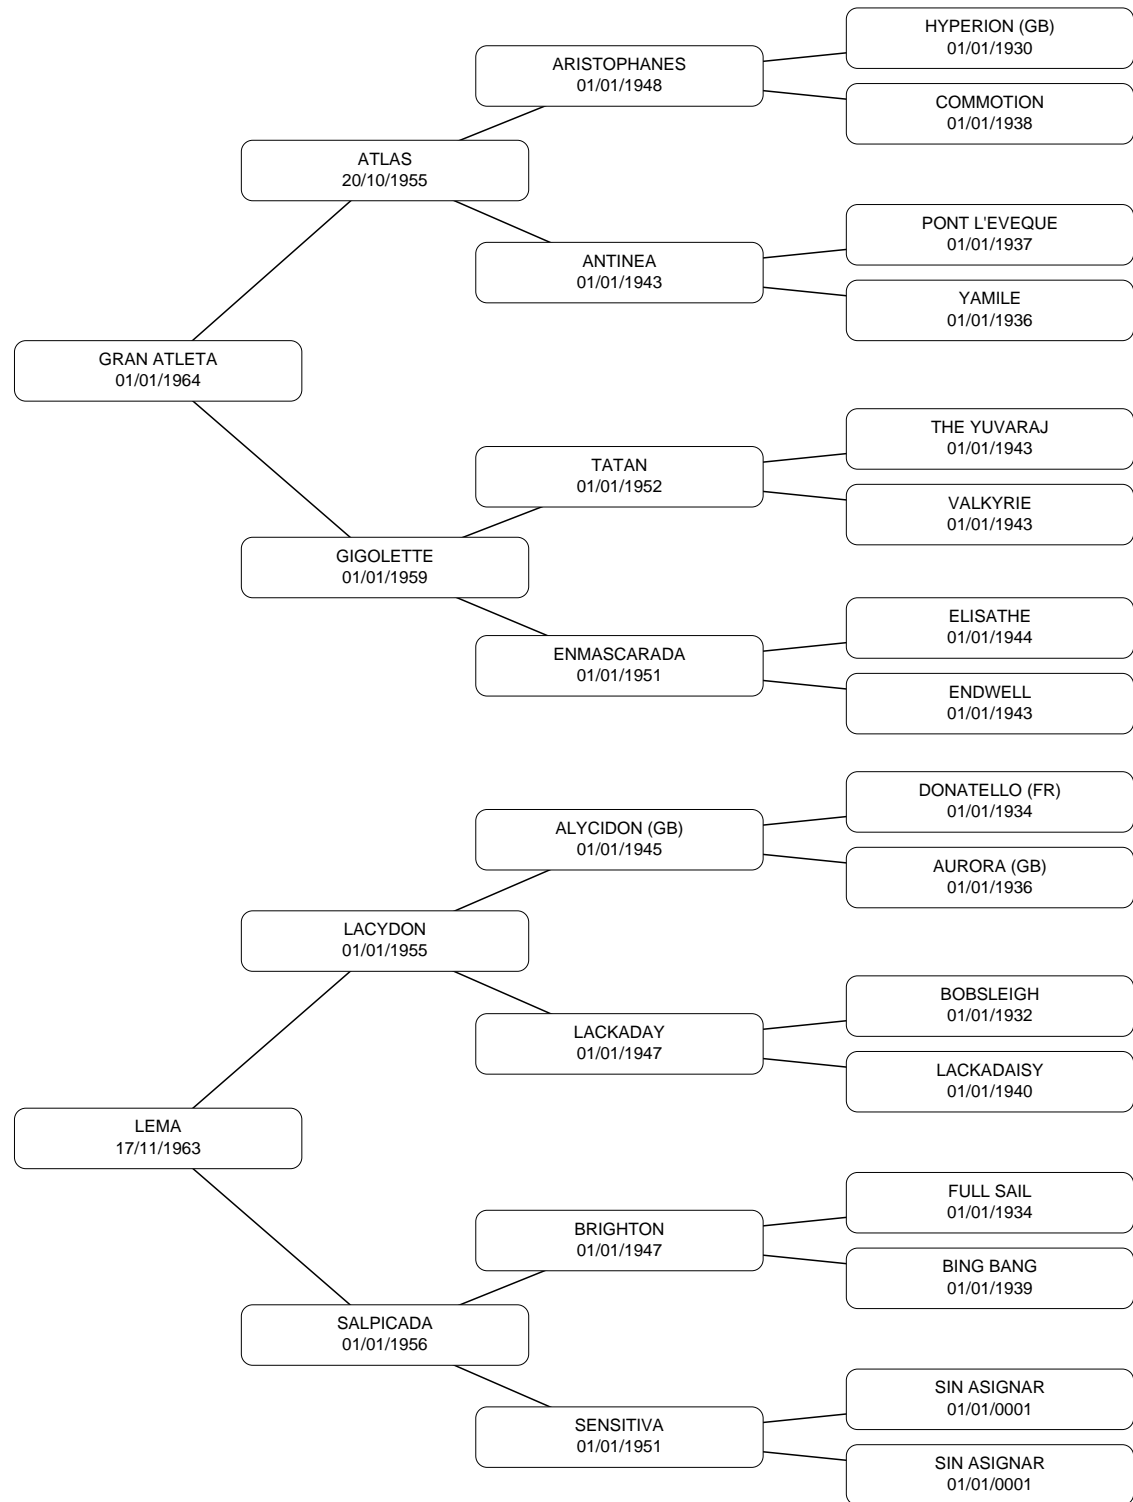 HYPERION (GB)
01/01/1930
ARISTOPHANES
01/01/1948
COMMOTION
01/01/1938
ATLAS
20/10/1955
PONT L'EVEQUE
01/01/1937
ANTINEA
01/01/1943
YAMILE
01/01/1936
GRAN ATLETA
01/01/1964
THE YUVARAJ
01/01/1943
TATAN
01/01/1952
VALKYRIE
01/01/1943
GIGOLETTE
01/01/1959
ELISATHE
01/01/1944
ENMASCARADA
01/01/1951
ENDWELL
01/01/1943
DONATELLO (FR)
01/01/1934
ALYCIDON (GB)
01/01/1945
AURORA (GB)
01/01/1936
LACYDON
01/01/1955
BOBSLEIGH
01/01/1932
LACKADAY
01/01/1947
LACKADAISY
01/01/1940
LEMA
17/11/1963
FULL SAIL
01/01/1934
BRIGHTON
01/01/1947
BING BANG
01/01/1939
SALPICADA
01/01/1956
SIN ASIGNAR
01/01/0001
SENSITIVA
01/01/1951
SIN ASIGNAR
01/01/0001